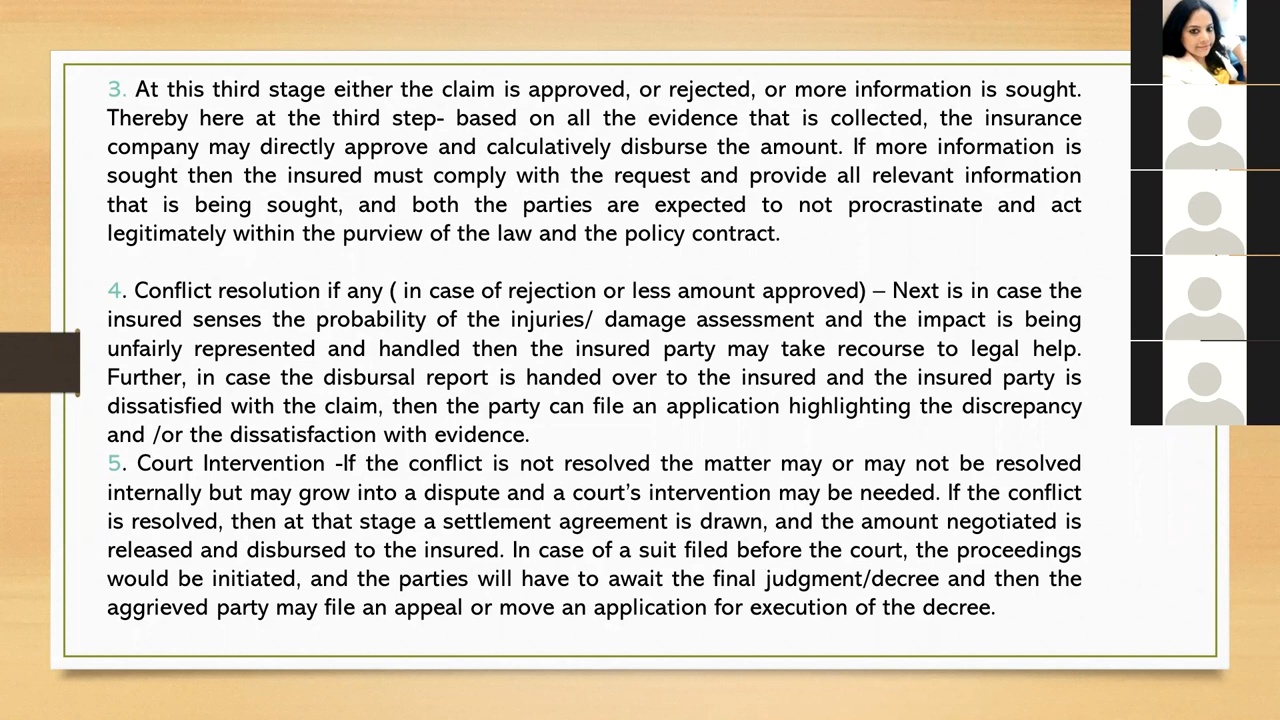 3. At this third stage either the claim is approved, or rejected, or more information is sought.
Thereby here at the third step- based on all the evidence that is collected, the insurance
company may directly approve and calculatively disburse the amount. If more information is
sought then the insured must comply with the request and provide all relevant information
that is being sought, and both the parties are expected to not procrastinate and act
legitimately within the purview of the law and the policy contract.
4. Conflict resolution if any ( in case of rejection or less amount approved) – Next is in case the
insured senses the probability of the injuries/ damage assessment and the impact is being
unfairly represented and handled then the insured party may take recourse to legal help.
Further, in case the disbursal report is handed over to the insured and the insured party is
dissatisfied with the claim, then the party can file an application highlighting the discrepancy
and /or the dissatisfaction with evidence.
5. Court Intervention -If the conflict is not resolved the matter may or may not be resolved
internally but may grow into a dispute and a court's intervention may be needed. If the conflict
is resolved, then at that stage a settlement agreement is drawn, and the amount negotiated is
released and disbursed to the insured. In case of a suit filed before the court, the proceedings
would be initiated, and the parties will have to await the final judgment/decree and then the
aggrieved party may file an appeal or move an application for execution of the decree.